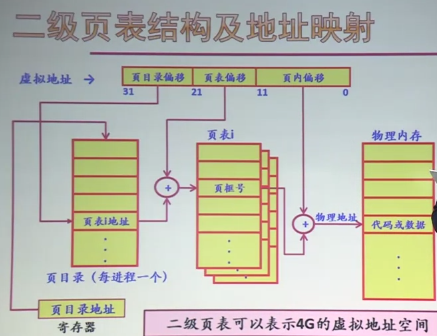 二级页表结构及地址映射
虚拟地址 → 页目录偏移 页表偏移 页内偏移
31 21 11 0
页表i
物理内存
+
页框号
页表i地址
+
物理地址
代码或数据
页目录（每进程一个）
页目录地址
寄存器
二级页表可以表示4G的虚拟地址空间